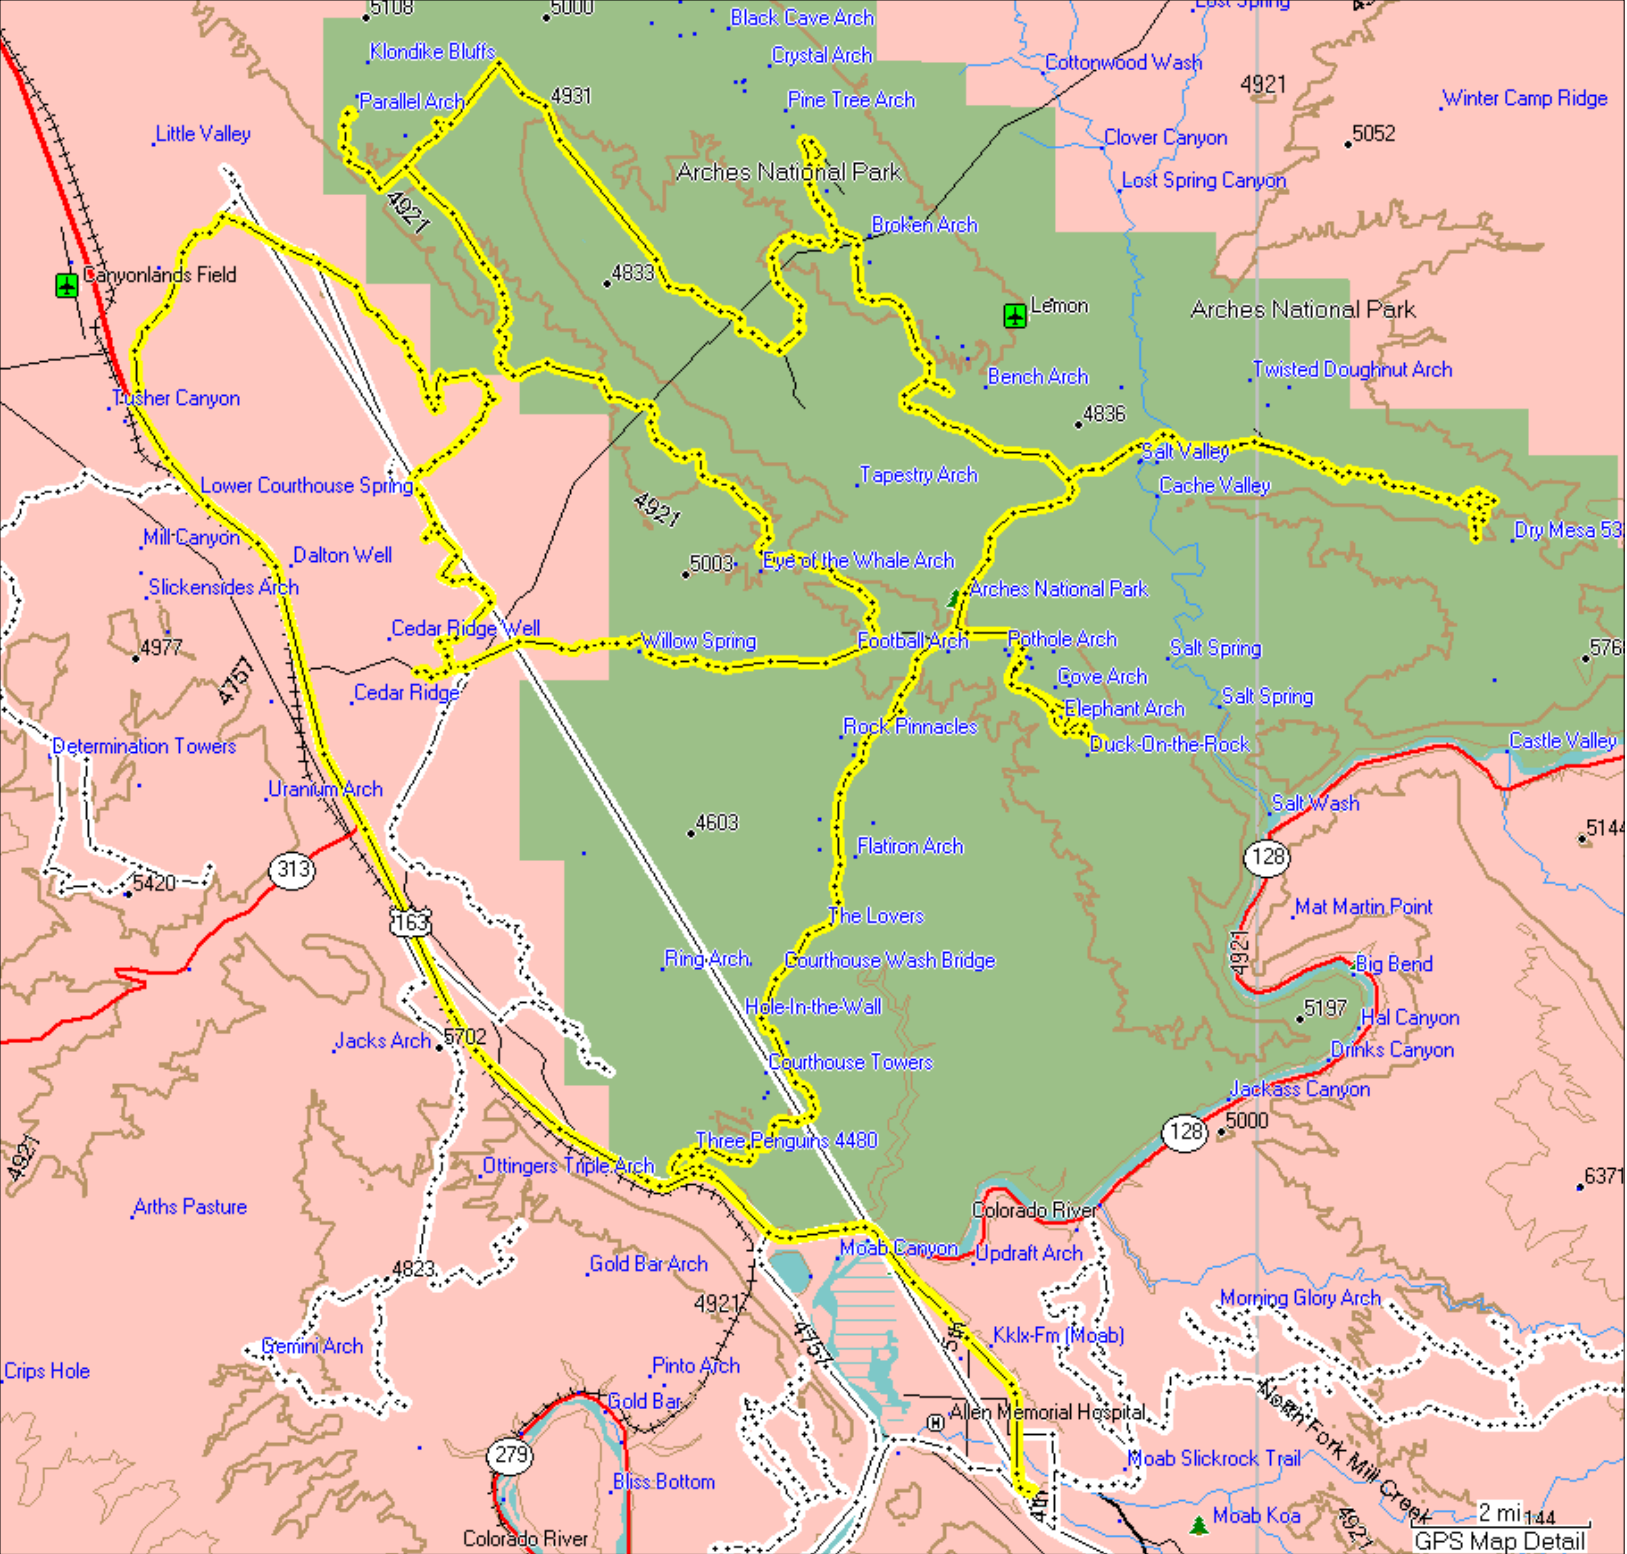 5108
5000
Black Cave Arch
Lost Spring
Klondike Bluffs
Crystal Arch
Cottonwood Wash
4921
4931
Parallel Arch
Pine Tree Arch
Winter Camp Ridge
Little Valley
5052
Clover Canyon
Arches National Park
Lost Spring Canyon
4921
Broken Arch
Canyonlands Field
4833
Lemon
Arches National Park
Twisted Doughnut Arch
Bench Arch
Tusher Canyon
4836
Salt Valley
Tapestry Arch
Lower Courthouse Spring
Cache Valley
4921
Mill Canyon
Dalton Well
Dry Mesa 53
5003
Eye of the Whale Arch
Slickensides Arch
Arches National Park
Cedar Ridge Well
Willow Spring
Football Arch
Pothole Arch
4977
Salt Spring
576
4757
Cove Arch
Cedar Ridge
Salt Spring
Elephant Arch
Rock Pinnacles
Determination Towers
Duck-On-the-Rock
Castle Valley
Uranium Arch
Salt Wash
4603
5144
Flatiron Arch
128
313
5420
Mat Martin Point
The Lovers
163
4921
Ring Arch
Courthouse Wash Bridge
Big Bend
Hole-In-the-Wall
5197
Hal Canyon
Jacks Arch
5702
Drinks Canyon
Courthouse Towers
Jackass Canyon
5000
128
Three Penguins 4480
4921
Ottingers Triple Arch
6371
Arths Pasture
Colorado River
Moab Canyon
Updraft Arch
4823
Gold Bar Arch
Morning Glory Arch
4921
4757
Kklx-Fm (Moab)
Gemini Arch
Crips Hole
Pinto Arch
Gold Bar
North Fork Mill Creek
Allen Memorial Hospital
279
Moab Slickrock Trail
Bliss Bottom
4th
Moab Koa
4921
2 mi
144
Colorado River
GPS Map Detail